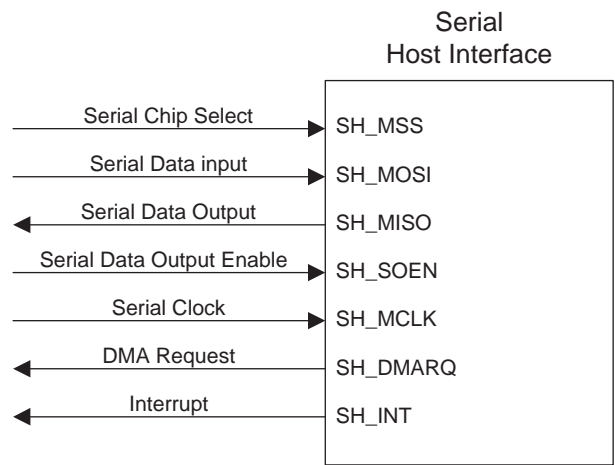 Serial
Host Interface
Serial Chip Select
SH_MSS
Serial Data input
SH_MOSI
Serial Data Output
SH_MISO
Serial Data Output Enable
SH_SOEN
Serial Clock
SH_MCLK
DMA Request
SH_DMARQ
Interrupt
SH_INT